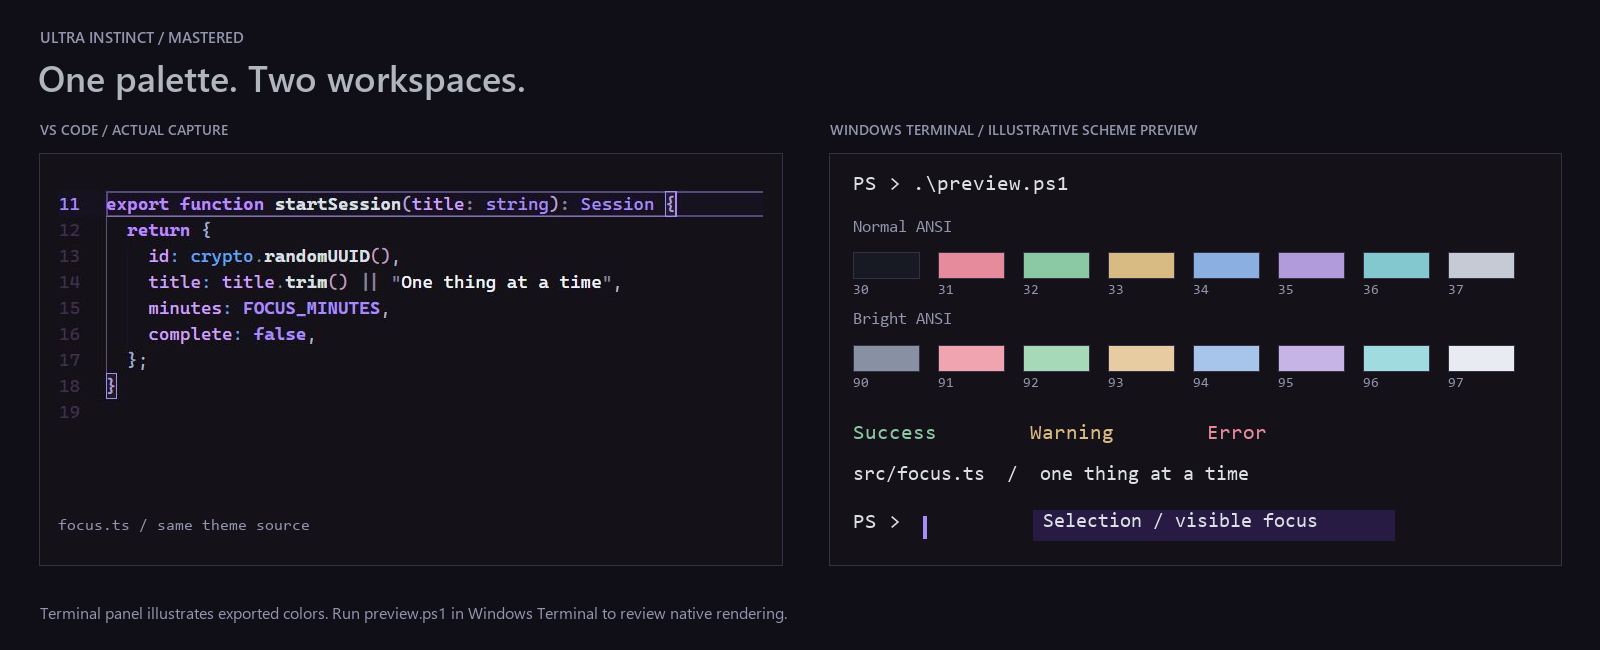 ULTRA INSTINCT / MASTERED
One palette. Two workspaces.
VS CODE / ACTUAL CAPTURE
11 export function startSession(title: string): Session {
12 return {
13 id: crypto.randomUUID(),
14 title: title.trim() || "One thing at a time",
15 minutes: FOCUS_MINUTES,
16 complete: false,
17 };
18 }
19
focus.ts / same theme source
WINDOWS TERMINAL / ILLUSTRATIVE SCHEME PREVIEW
PS > .\preview.ps1
Normal ANSI
30 31 32 33 34 35 36 37
Bright ANSI
90 91 92 93 94 95 96 97
Success Warning Error
src/focus.ts / one thing at a time
PS > Selection / visible focus
Terminal panel illustrates exported colors. Run preview.ps1 in Windows Terminal to review native rendering.